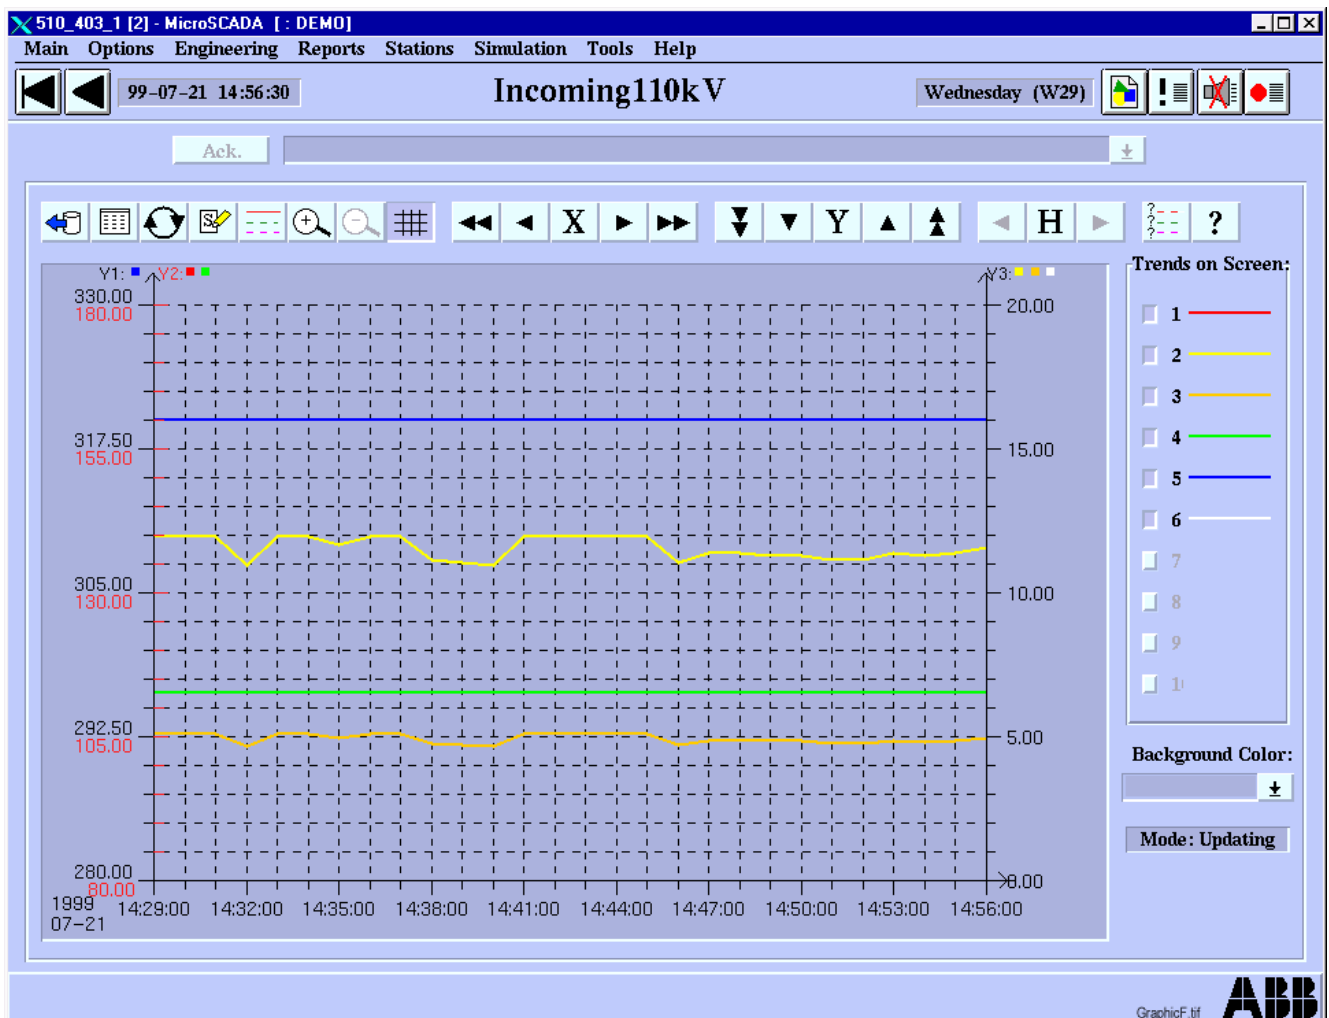 510_403_1 [2] - MicroSCADA [ : DEMO]
Main Options Engineering Reports Stations Simulation Tools Help
99-07-21 14:56:30
Incoming110kV
Wednesday (W29)
Ack.
X
Y
H
?
Y1:
Y2:
Y3:
330.00
180.00
317.50
155.00
305.00
130.00
292.50
105.00
280.00
80.00
20.00
15.00
10.00
5.00
0.00
1999
07-21
14:29:00 14:32:00 14:35:00 14:38:00 14:41:00 14:44:00 14:47:00 14:50:00 14:53:00 14:56:00
Trends on Screen:
1
2
3
4
5
6
7
8
9
Background Color:
Mode: Updating
GraphicF.tif
ABB